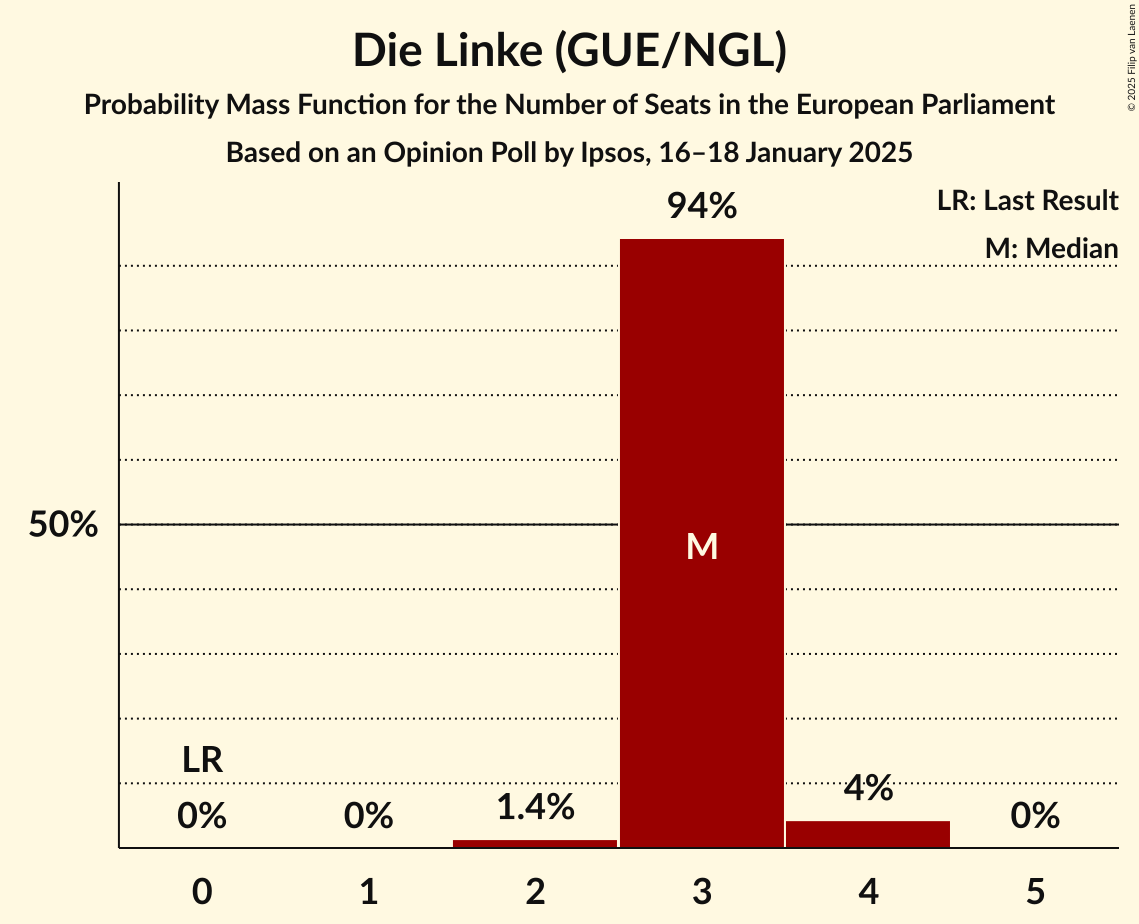 Die Linke (GUE/NGL)
Probability Mass Function for the Number of Seats in the European Parliament
Based on an Opinion Poll by Ipsos, 16–18 January 2025
© 2025 Filip van Laenen
LR: Last Result
M: Median
94%
50%
M
LR
0%
0%
1.4%
4%
0%
0
1
2
3
4
5